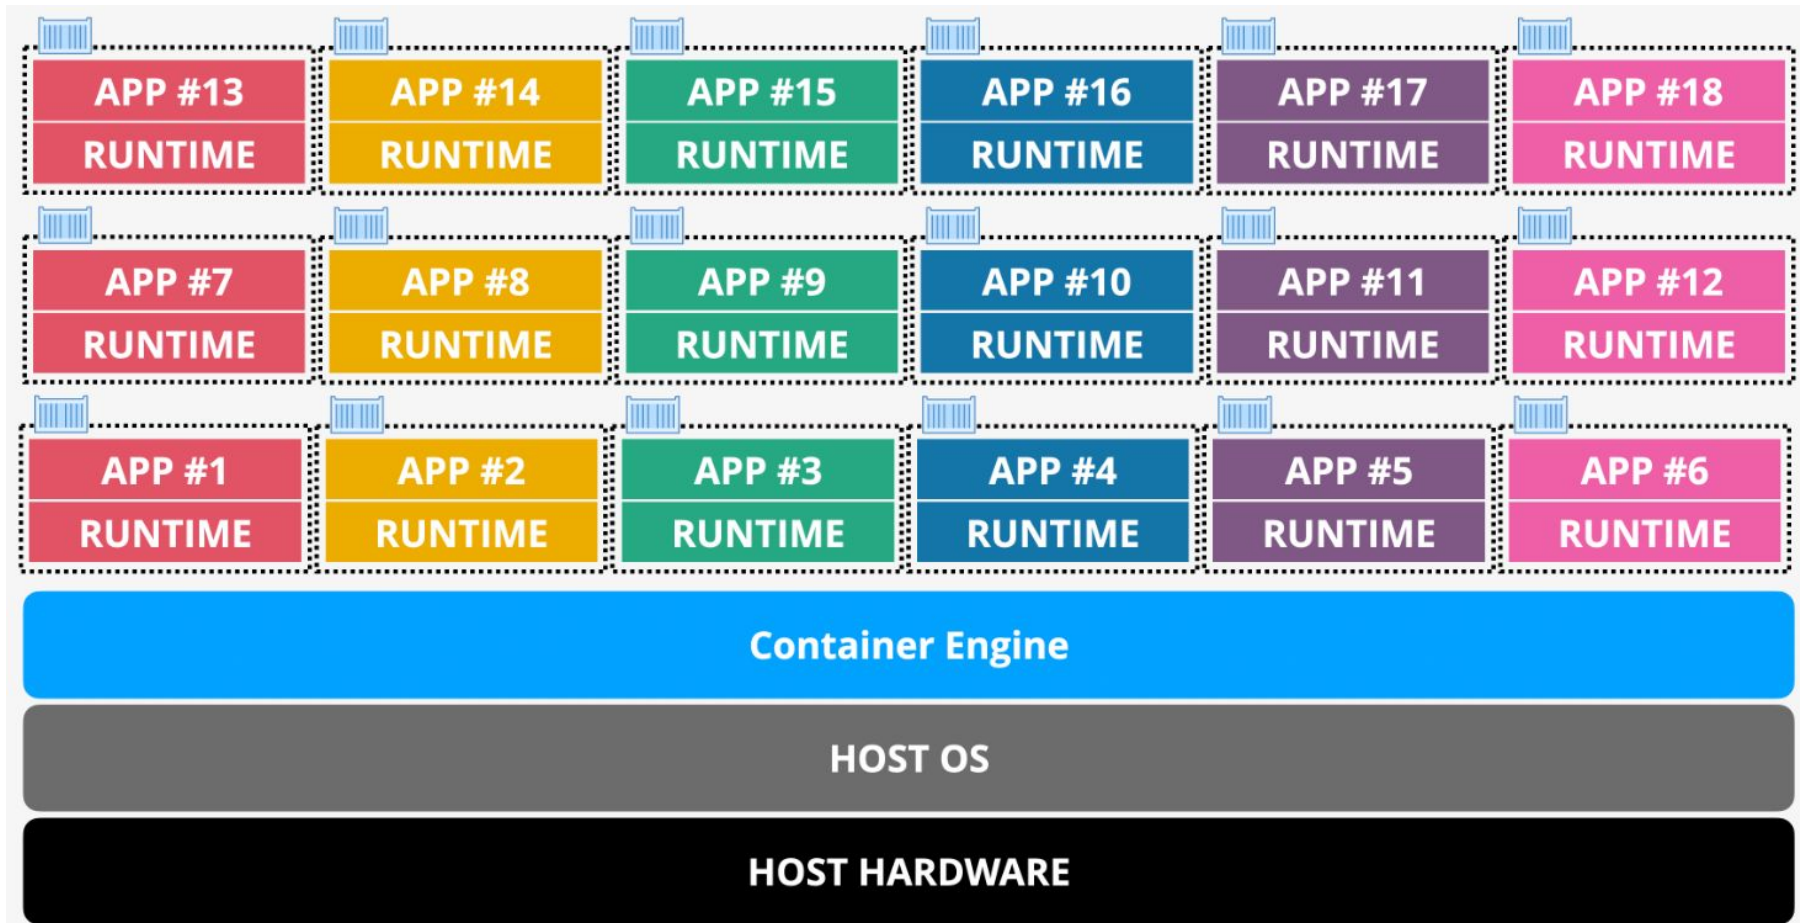 APP #13 APP #14 APP #15 APP #16 APP #17 APP #18
RUNTIME RUNTIME RUNTIME RUNTIME RUNTIME RUNTIME
APP #7 APP #8 APP #9 APP #10 APP #11 APP #12
RUNTIME RUNTIME RUNTIME RUNTIME RUNTIME RUNTIME
APP #1 APP #2 APP #3 APP #4 APP #5 APP #6
RUNTIME RUNTIME RUNTIME RUNTIME RUNTIME RUNTIME
Container Engine
HOST OS
HOST HARDWARE